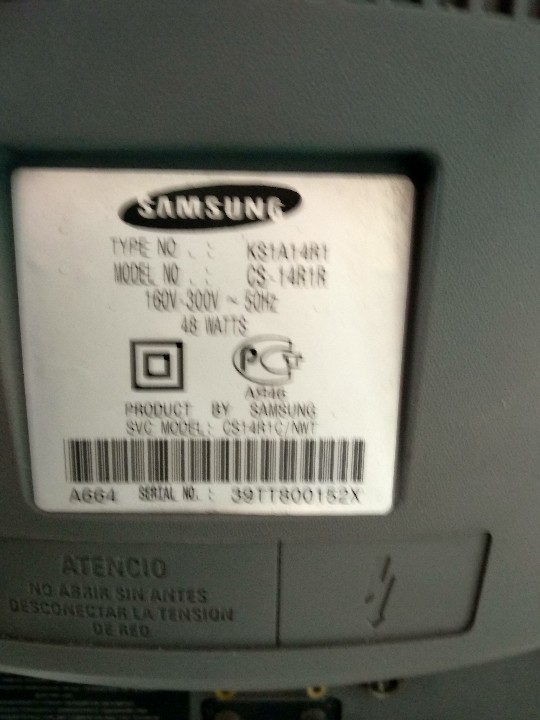 SAMSUNG
TYPE NO . : KS1A14R1
MODEL NO . : CS-14R1R
160V-300V ~ 50Hz
48 WATTS
PCT
PRODUCT BY SAMSUNG
SVC MODEL: CS14R1C/NWT
A664 SERIAL NO. : 39TT800152X
ATENCIO
NO ABRIR SIN ANTES
DESCONECTAR LA TENSION
DE RED